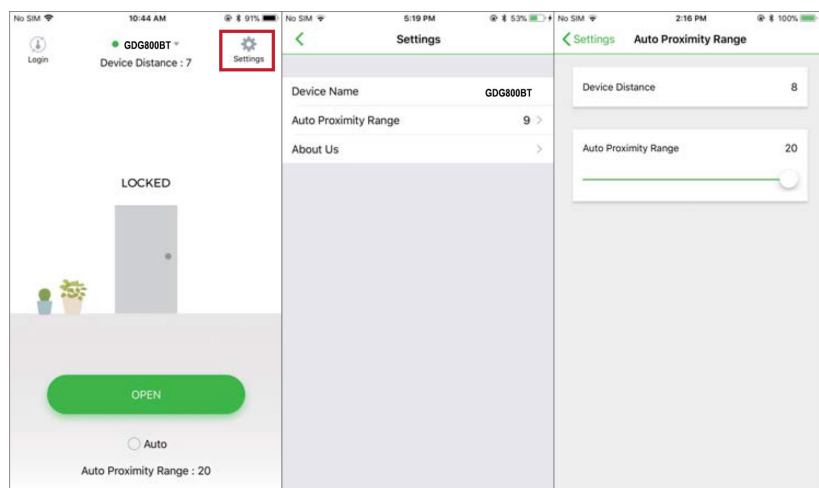 No SIM 10:44 AM 91%
Login
GDG800BT
Device Distance : 7
Settings
LOCKED
OPEN
Auto
Auto Proximity Range : 20
No SIM 5:19 PM 53%
Settings
Device Name GDG800BT
Auto Proximity Range 9
About Us
No SIM 2:16 PM 100%
Settings Auto Proximity Range
Device Distance 8
Auto Proximity Range 20